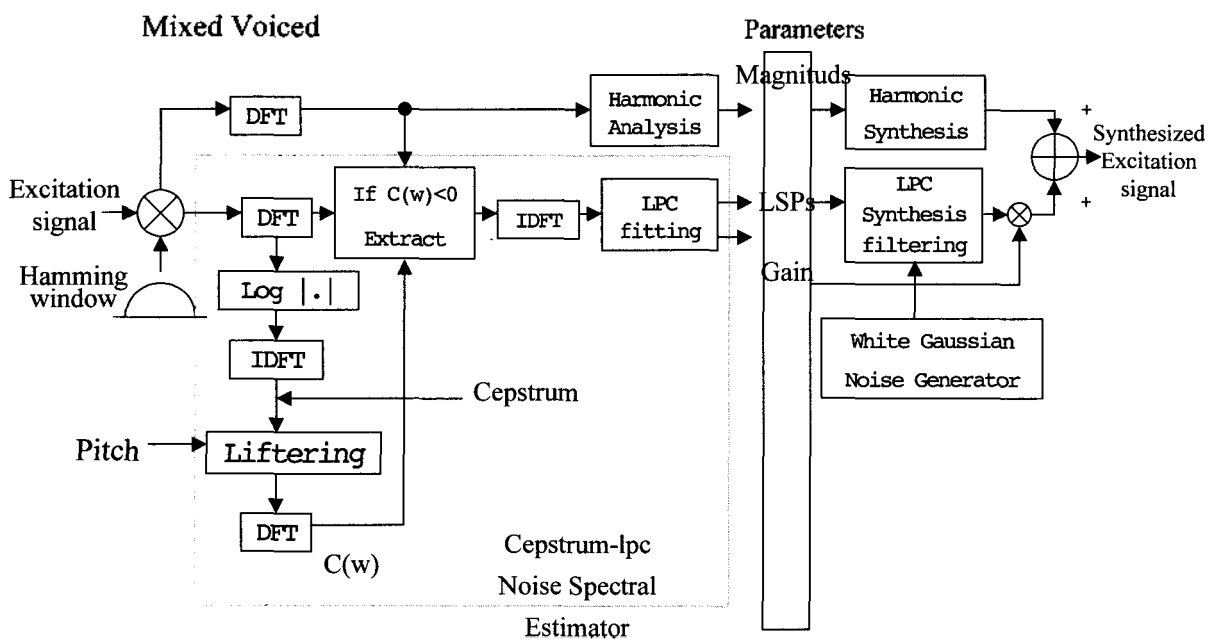 Mixed Voiced
Parameters
Magnituds
DFT
Harmonic
Analysis
Harmonic
Synthesis
+
Synthesized
Excitation
signal
+
Excitation
signal
DFT
If C(w)<0
Extract
IDFT
LPC
fitting
LSPs
LPC
Synthesis
filtering
Hamming
window
Log |.|
Gain
IDFT
White Gaussian
Noise Generator
Cepstrum
Pitch
Liftering
DFT
C(w)
Cepstrum-lpc
Noise Spectral
Estimator